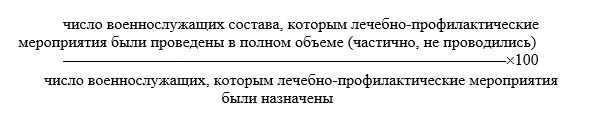 число военнослужащих состава, которым лечебно-профилактические
мероприятия были проведены в полном объеме (частично, не проводились)
×100
число военнослужащих, которым лечебно-профилактические мероприятия
были назначены